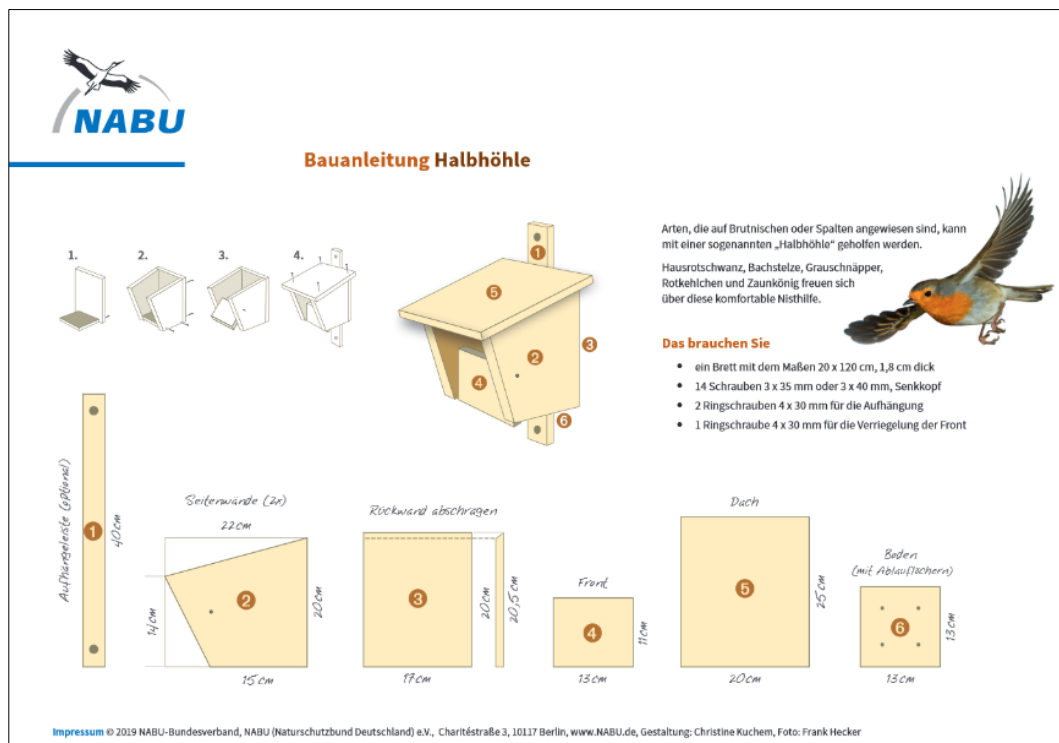 NABU
Bauanleitung Halbhöhle
1.
2.
3.
4.
1
5
2
3
4
6
Arten, die auf Brutnischen oder Spalten angewiesen sind, kann
mit einer sogenannten „Halbhöhle“ geholfen werden.
Hausrotschwanz, Bachstelze, Grauschnäpper,
Rotkehlchen und Zaunkönig freuen sich
über diese komfortable Nisthilfe.
Das brauchen Sie
• ein Brett mit dem Maßen 20 x 120 cm, 1,8 cm dick
• 14 Schrauben 3 x 35 mm oder 3 x 40 mm, Senkkopf
• 2 Ringschrauben 4 x 30 mm für die Aufhängung
• 1 Ringschraube 4 x 30 mm für die Verriegelung der Front
Aufhängeleiste (optional)
1
40cm
Seitenwände (2x)
22cm
14cm
2
20cm
15cm
Rückwand abschrägen
3
20cm
20,5cm
17cm
Front
4
11cm
13cm
Dach
5
25cm
20cm
Boden
(mit Ablauflöchern)
6
13cm
13cm
Impressum © 2019 NABU-Bundesverband, NABU (Naturschutzbund Deutschland) e.V., Charitéstraße 3, 10117 Berlin, www.NABU.de, Gestaltung: Christine Kuchem, Foto: Frank Hecker